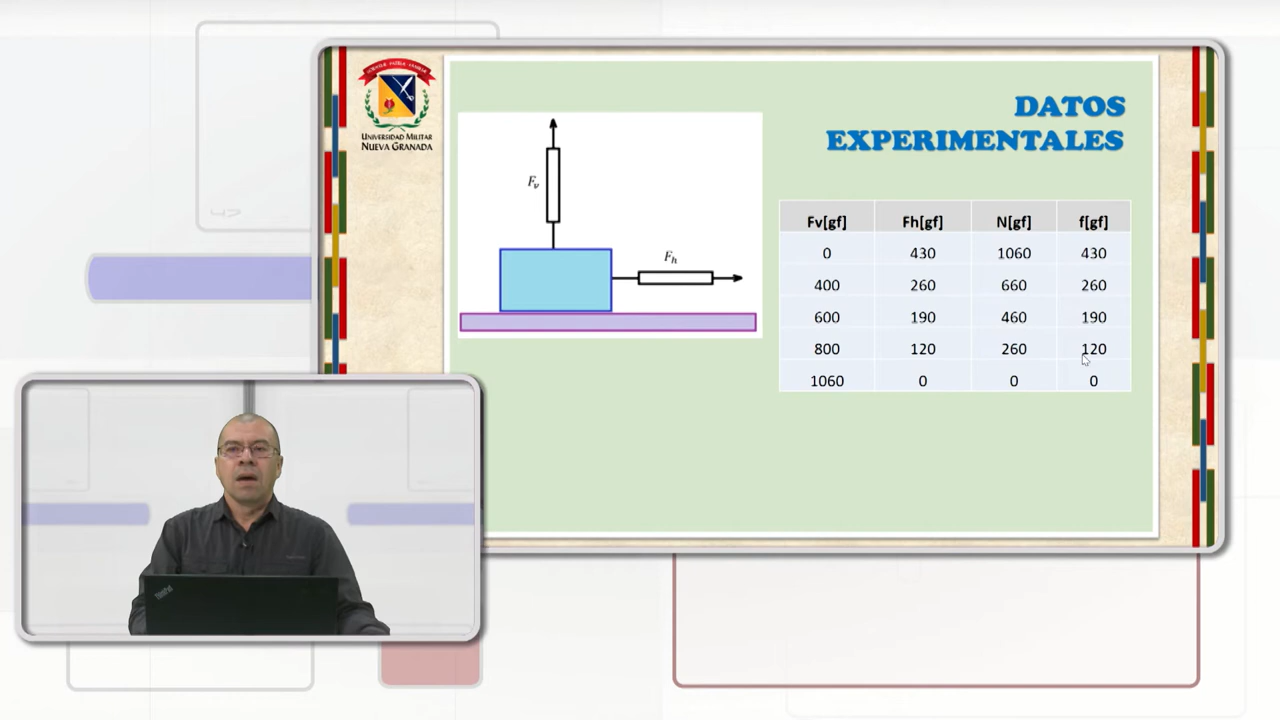 UNIVERSIDAD MILITAR
NUEVA GRANADA
DATOS
EXPERIMENTALES
Fv
Fh
Fv[gf] Fh[gf] N[gf] f[gf]
0 430 1060 430
400 260 660 260
600 190 460 190
800 120 260 120
1060 0 0 0
ThinkPad